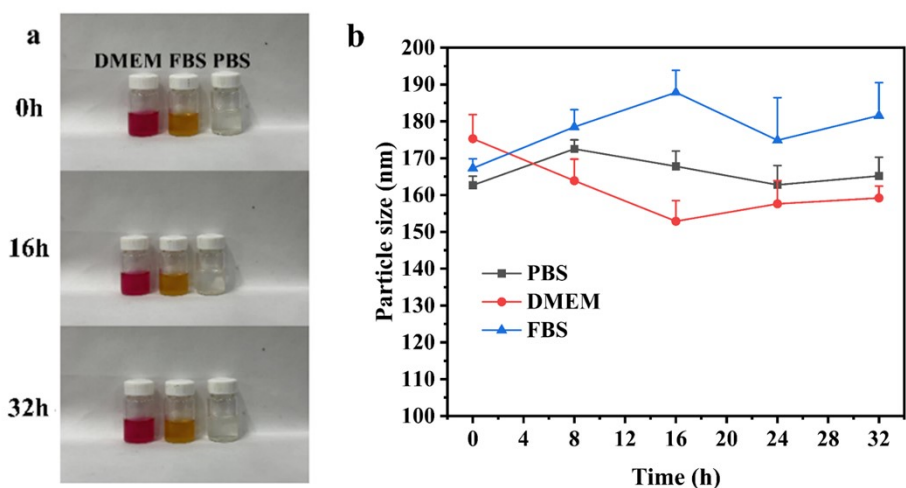 a
DMEM FBS PBS
0h
16h
32h
b
Particle size (nm)
200
190
180
170
160
150
140
130
120
110
100
PBS
DMEM
FBS
0 4 8 12 16 20 24 28 32
Time (h)